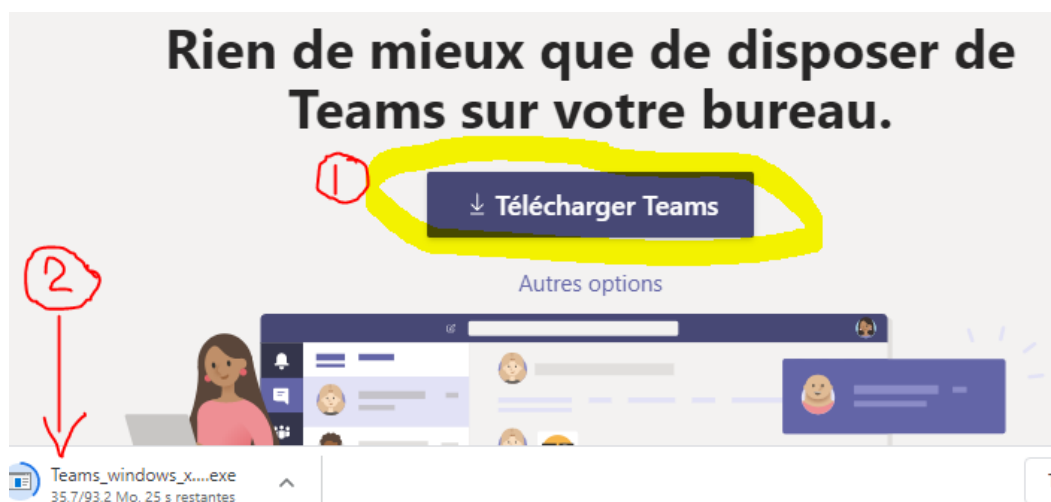 Rien de mieux que de disposer de
Teams sur votre bureau.
1
Télécharger Teams
2
Autres options
Teams_windows_x....exe
35,7/93,2 Mo, 25 s restantes